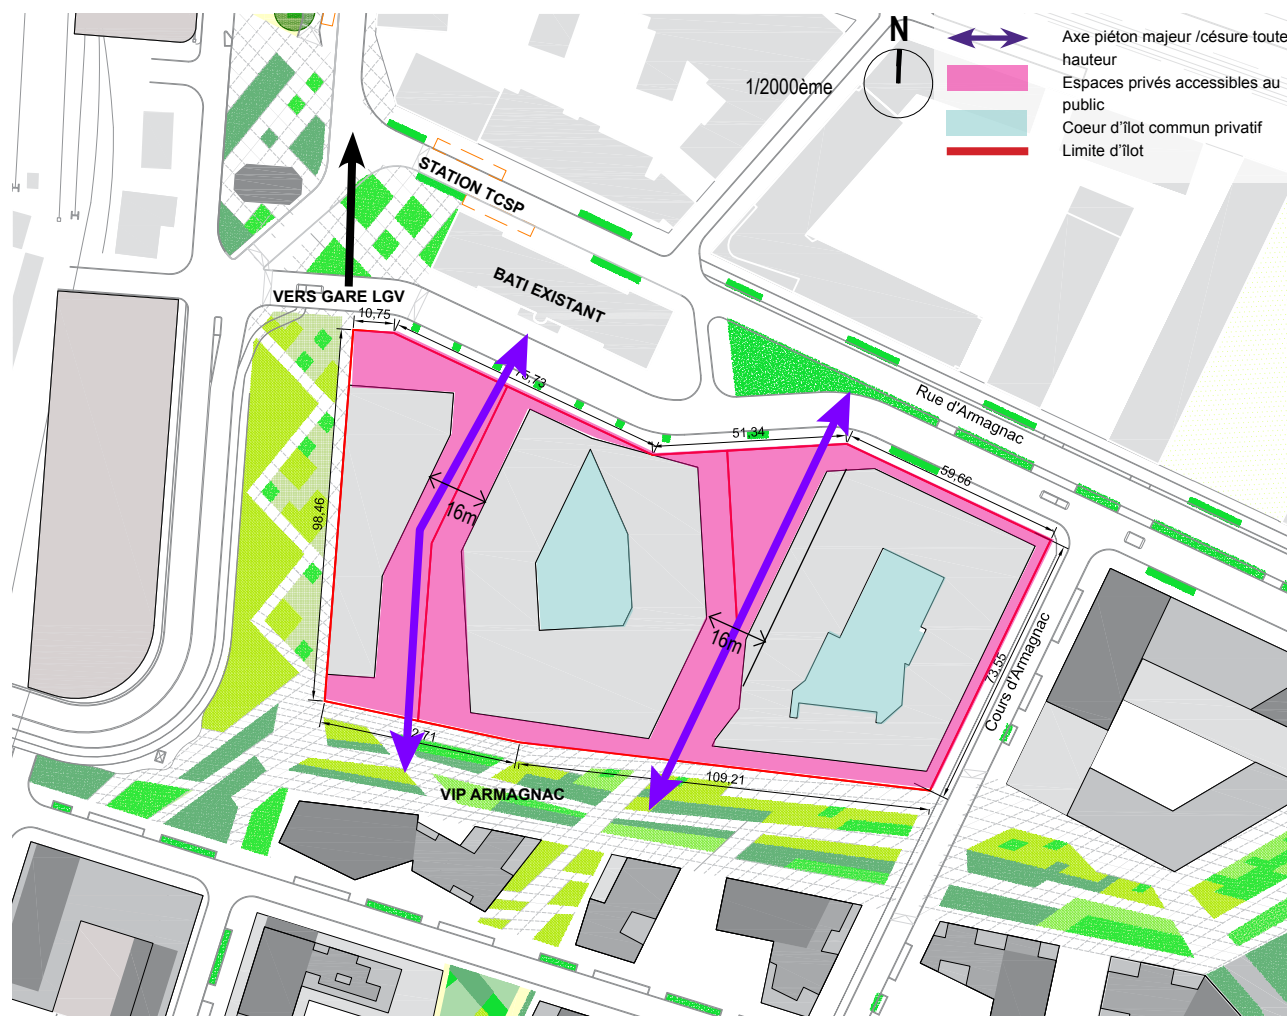 N
1/2000ème
Axe piéton majeur /césure toute
hauteur
Espaces privés accessibles au
public
Coeur d'îlot commun privatif
Limite d'îlot
STATION TCSP
BATI EXISTANT
VERS GARE LGV
10,75
75,73
51,34
Rue d'Armagnac
59,66
98,46
16m
16m
73,55
Cours d'Armagnac
2,71
109,21
VIP ARMAGNAC